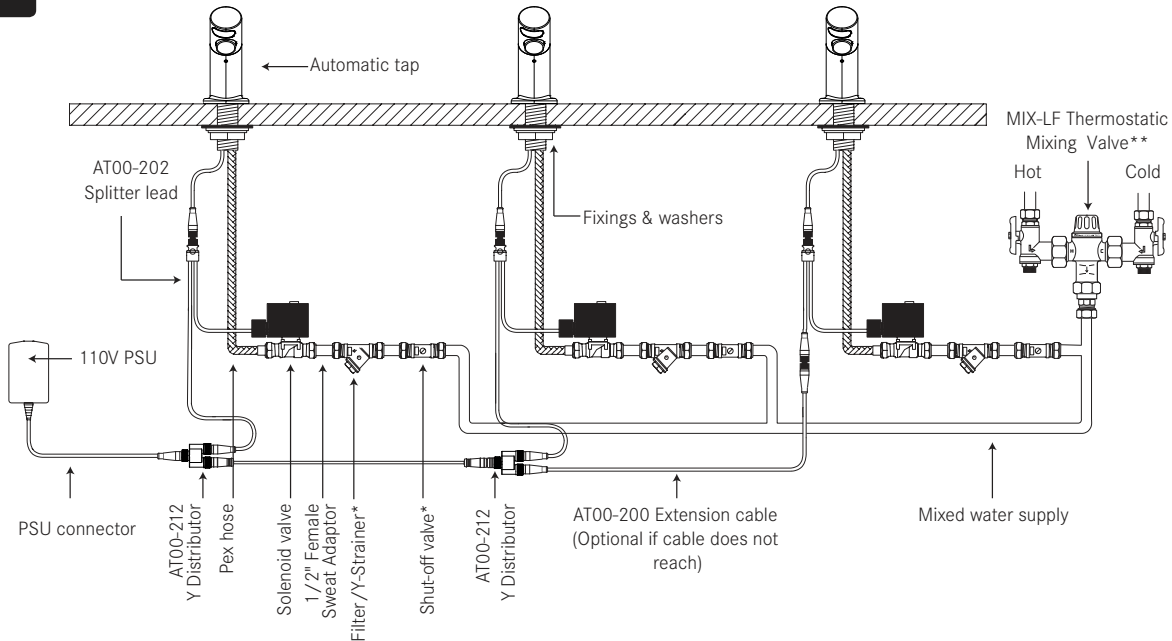 Automatic tap
MIX-LF Thermostatic
Mixing Valve**
Hot
Cold
AT00-202
Splitter lead
Fixings & washers
110V PSU
PSU connector
AT00-212
Y Distributor
Pex hose
Solenoid valve
1/2" Female
Sweat Adaptor
Filter/Y-Strainer*
Shut-off valve*
AT00-212
Y Distributor
AT00-200 Extension cable
(Optional if cable does not
reach)
Mixed water supply